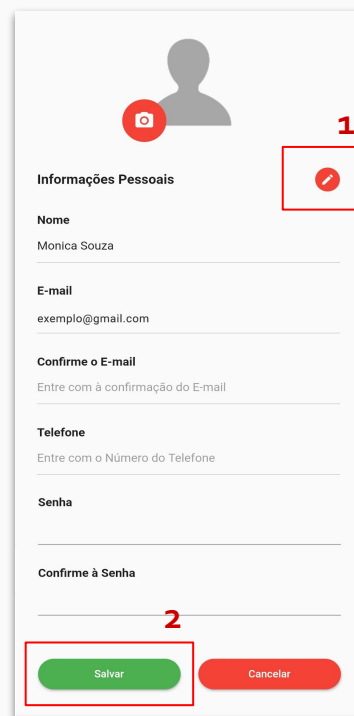 1
Informações Pessoais
Nome
Monica Souza
E-mail
exemplo@gmail.com
Confirme o E-mail
Entre com à confirmação do E-mail
Telefone
Entre com o Número do Telefone
Senha
Confirme à Senha
2
Salvar
Cancelar